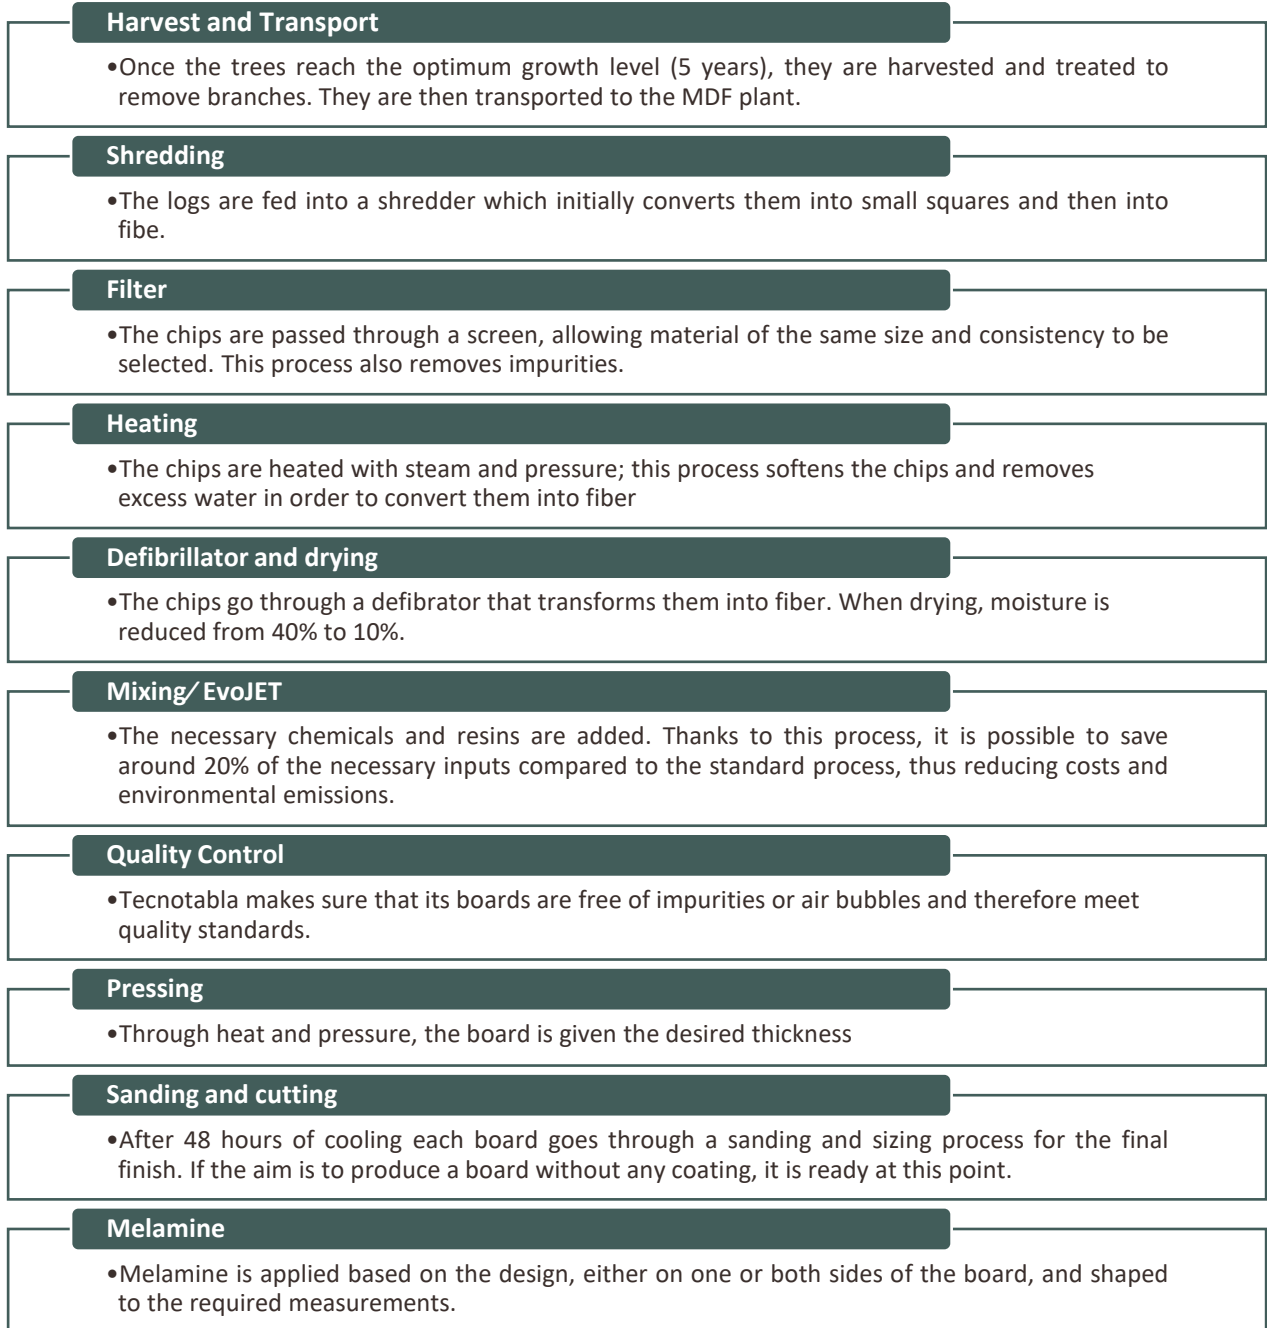 Harvest and Transport
•Once the trees reach the optimum growth level (5 years), they are harvested and treated to
remove branches. They are then transported to the MDF plant.
Shredding
•The logs are fed into a shredder which initially converts them into small squares and then into
fibe.
Filter
•The chips are passed through a screen, allowing material of the same size and consistency to be
selected. This process also removes impurities.
Heating
•The chips are heated with steam and pressure; this process softens the chips and removes
excess water in order to convert them into fiber
Defibrillator and drying
•The chips go through a defibrator that transforms them into fiber. When drying, moisture is
reduced from 40% to 10%.
Mixing/ EvoJET
•The necessary chemicals and resins are added. Thanks to this process, it is possible to save
around 20% of the necessary inputs compared to the standard process, thus reducing costs and
environmental emissions.
Quality Control
•Tecnotabla makes sure that its boards are free of impurities or air bubbles and therefore meet
quality standards.
Pressing
•Through heat and pressure, the board is given the desired thickness
Sanding and cutting
•After 48 hours of cooling each board goes through a sanding and sizing process for the final
finish. If the aim is to produce a board without any coating, it is ready at this point.
Melamine
•Melamine is applied based on the design, either on one or both sides of the board, and shaped
to the required measurements.